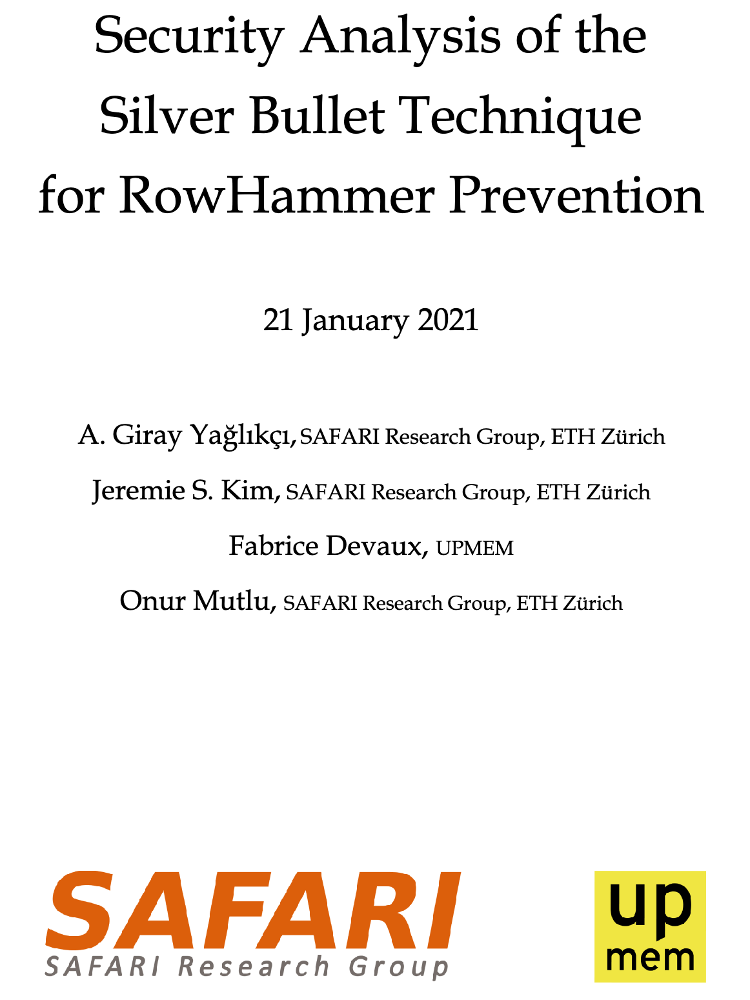 Security Analysis of the
Silver Bullet Technique
for RowHammer Prevention
21 January 2021
A. Giray Yağlıkçı, SAFARI Research Group, ETH Zürich
Jeremie S. Kim, SAFARI Research Group, ETH Zürich
Fabrice Devaux, UPMEM
Onur Mutlu, SAFARI Research Group, ETH Zürich
SAFARI
SAFARI Research Group
up
mem